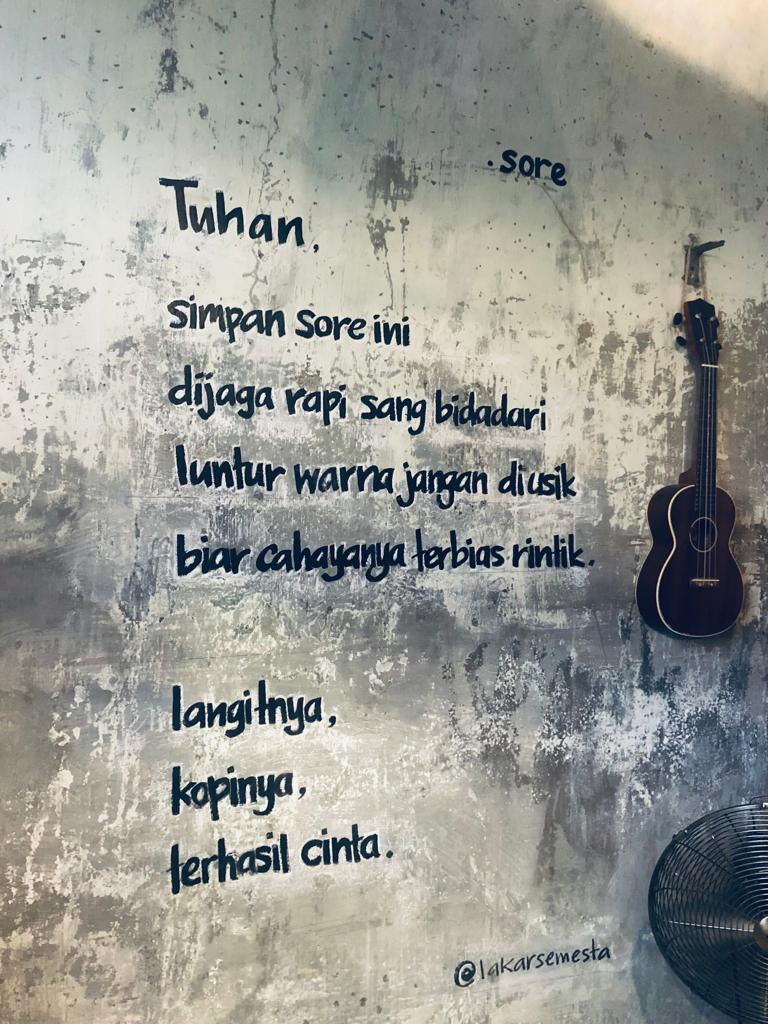 .sore
Tuhan,
simpan sore ini
dijaga rapi sang bidadari
luntur warna jangan diusik
biar cahayanya terbias rintik.
langitnya,
kopinya,
terhasil cinta.
@lakarsemesta